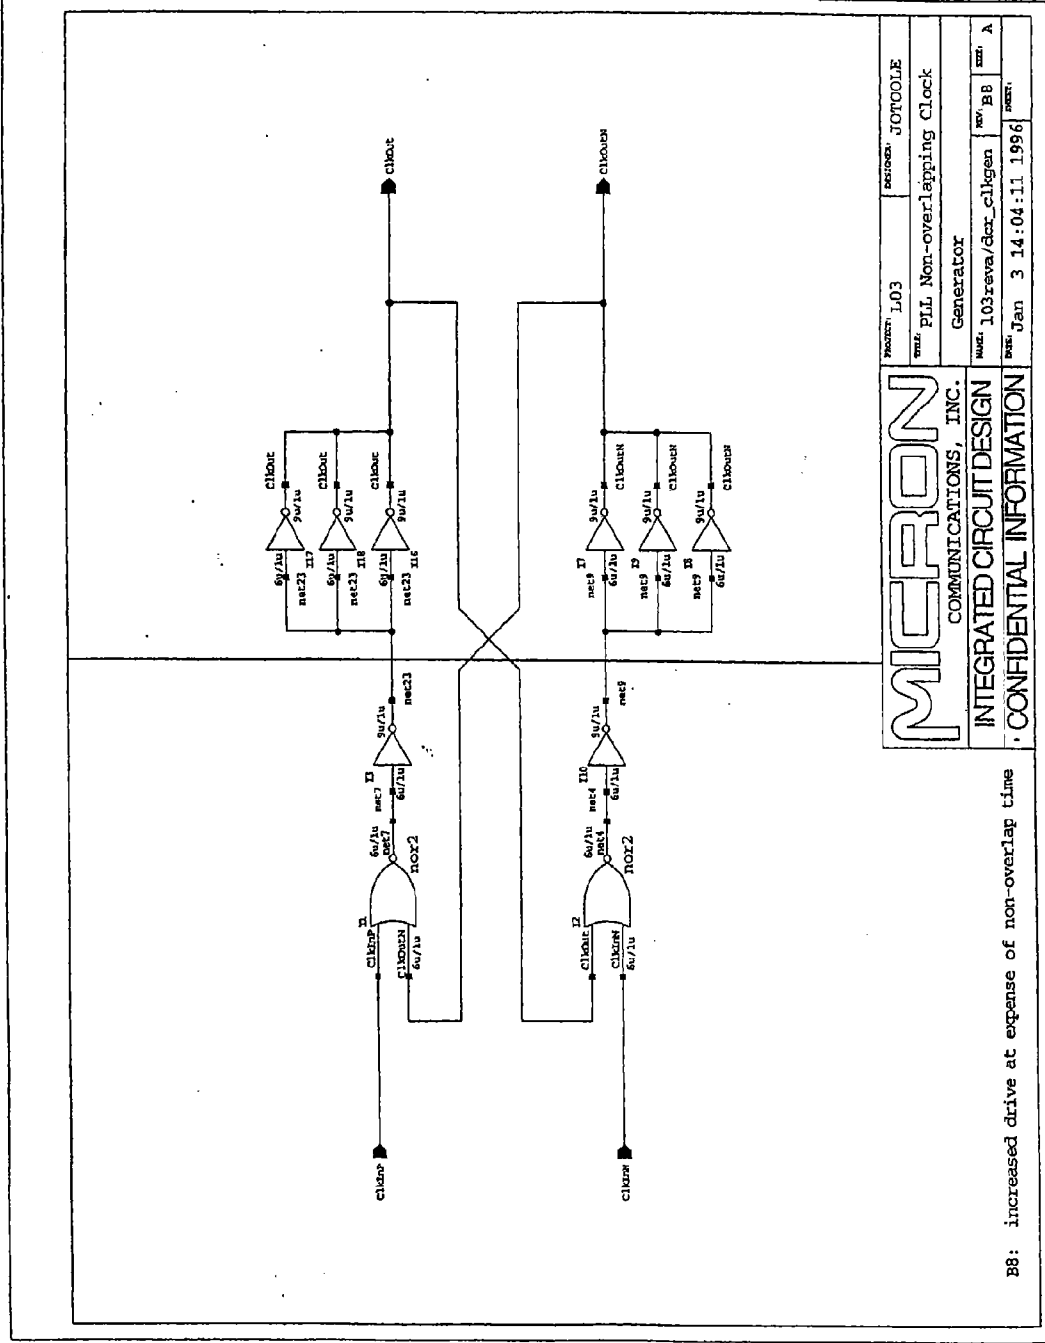 ClkInP
ClkInN
ClkInP
ClkOutN
6u/1u
6u/1u
net7
nor2
net7
6u/1u
9u/1u
net23
6u/1u
net23
I17
9u/1u
ClkOut
6u/1u
net23
I18
9u/1u
ClkOut
6u/1u
net23
I16
9u/1u
ClkOut
ClkOut
I2
ClkOut
ClkInN
6u/1u
6u/1u
net4
nor2
net4
I10
6u/1u
9u/1u
net9
net9
I7
6u/1u
9u/1u
ClkOutN
net9
I9
6u/1u
9u/1u
ClkOutN
net9
6u/1u
9u/1u
ClkOutN
ClkOutN
B8: increased drive at expense of non-overlap time
MICRON
COMMUNICATIONS, INC.
INTEGRATED CIRCUIT DESIGN
CONFIDENTIAL INFORMATION
PROJECT: L03
DESIGNER: JOTOOLE
TITLE: PLL Non-overlapping Clock
Generator
NAME: l03reva/dcr_clkgen
REV: B8
SIZE: A
DATE: Jan 3 14:04:11 1996
SHEET: